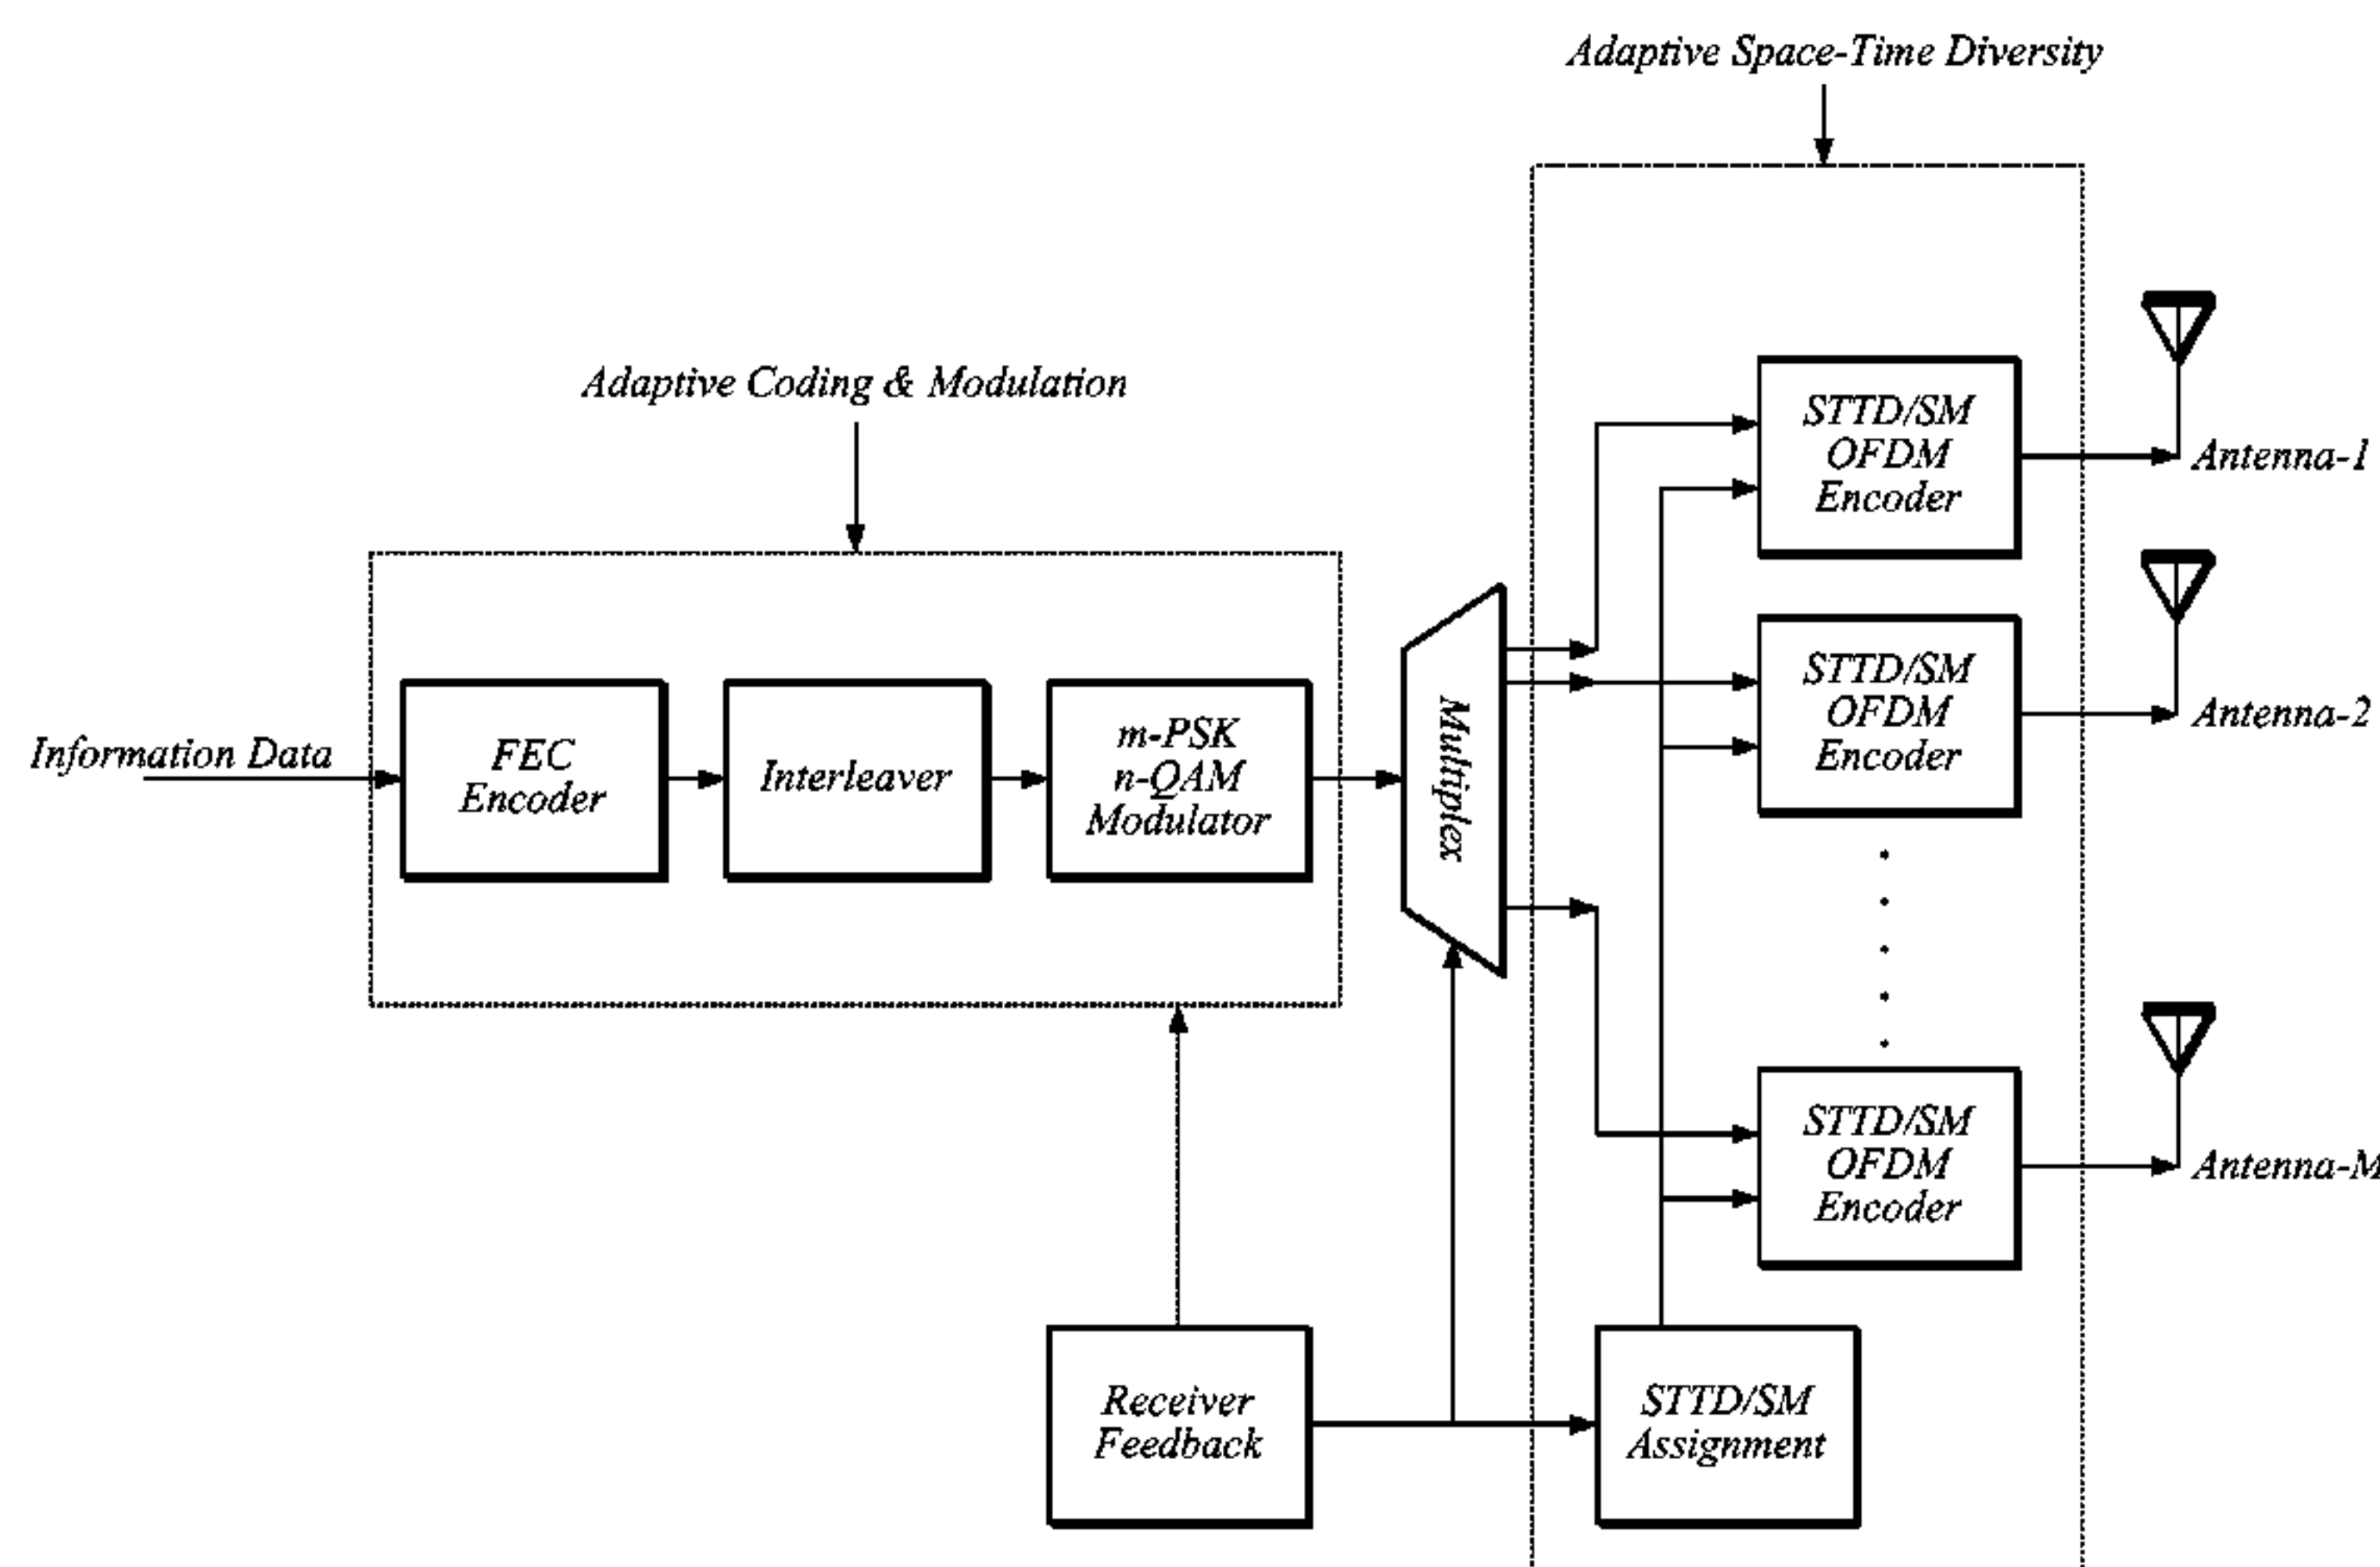 Adaptive Space-Time Diversity
Adaptive Coding & Modulation
Information Data
FEC
Encoder
Interleaver
m-PSK
n-QAM
Modulator
Multiplex
STTD/SM
OFDM
Encoder
Antenna-1
STTD/SM
OFDM
Encoder
Antenna-2
STTD/SM
OFDM
Encoder
Antenna-M
Receiver
Feedback
STTD/SM
Assignment